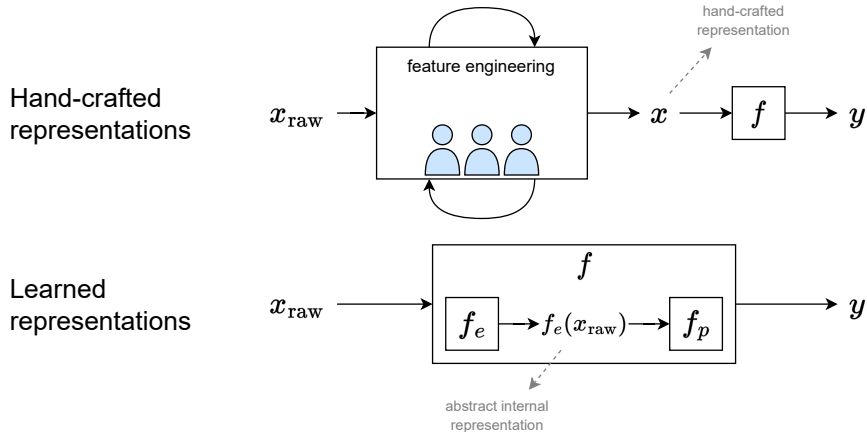 hand-crafted
representation
feature engineering
Hand-crafted
representations
x_raw
x
f
y
f
Learned
representations
x_raw
f_e
f_e(x_raw)
f_p
y
abstract internal
representation